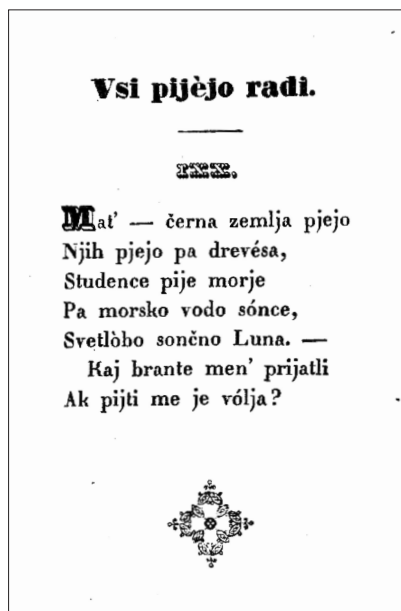 Vsi pijèjo radi.
IXX.
Mat' — černa zemlja pjejo
Njih pjejo pa drevésa,
Studence pije morje
Pa morsko vodo sónce,
Svetlòbo sončno Luna. —
Kaj brante men' prijatli
Ak pijti me je vólja?